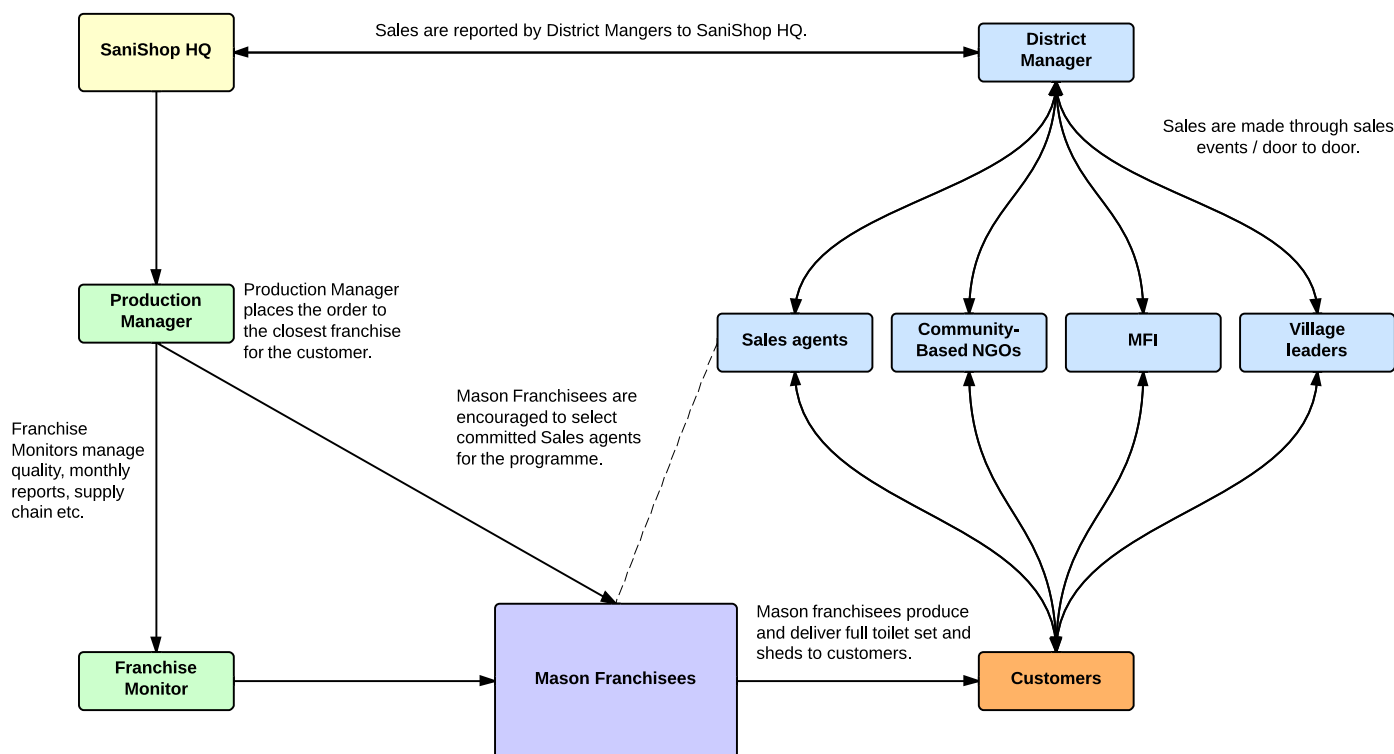 Sales are reported by District Mangers to SaniShop HQ.
SaniShop HQ
District
Manager
Sales are made through sales
events / door to door.
Production
Manager
Production Manager
places the order to
the closest franchise
for the customer.
Sales agents
Community-
Based NGOs
MFI
Village
leaders
Mason Franchisees are
encouraged to select
committed Sales agents
for the programme.
Franchise
Monitors manage
quality, monthly
reports, supply
chain etc.
Mason franchisees produce
and deliver full toilet set and
sheds to customers.
Franchise
Monitor
Mason Franchisees
Customers